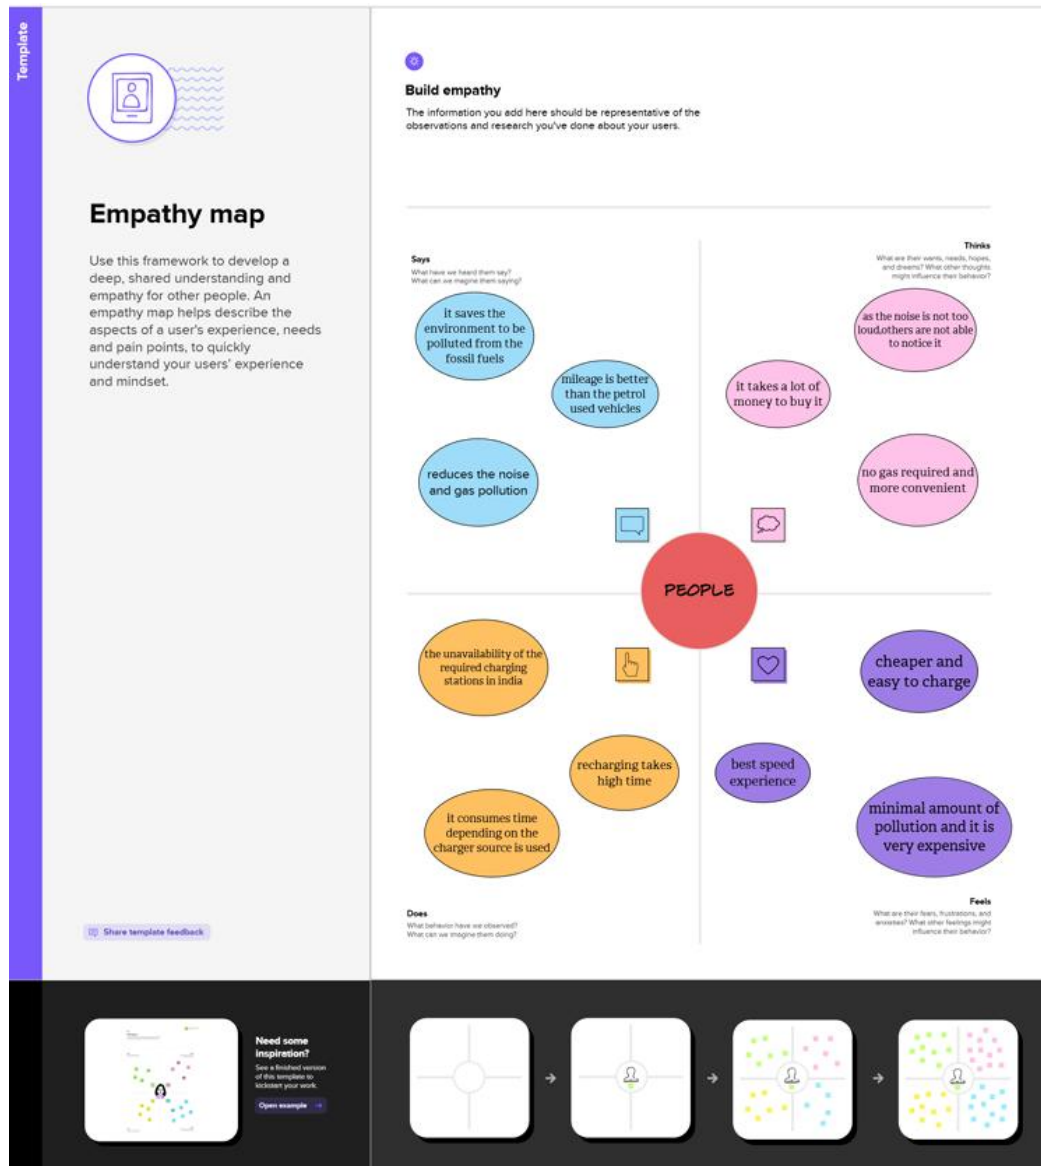 Template
Empathy map
Use this framework to develop a
deep, shared understanding and
empathy for other people. An
empathy map helps describe the
aspects of a user's experience, needs
and pain points, to quickly
understand your users' experience
and mindset.
Share template feedback
Build empathy
The information you add here should be representative of the
observations and research you've done about your users.
Says
What have we heard them say?
What can we imagine them saying?
it saves the
environment to be
polluted from the
fossil fuels
mileage is better
than the petrol
used vehicles
reduces the noise
and gas pollution
Thinks
What are their wants, needs, hopes,
and dreams? What other thoughts
might influence their behavior?
as the noise is not too
loud,others are not able
to notice it
it takes a lot of
money to buy it
no gas required and
more convenient
PEOPLE
the unavailability of the
required charging
stations in india
recharging takes
high time
it consumes time
depending on the
charger source is used
Does
What behavior have we observed?
What can we imagine them doing?
cheaper and
easy to charge
best speed
experience
minimal amount of
pollution and it is
very expensive
Feels
What are their fears, frustrations, and
anxieties? What other feelings might
influence their behavior?
Need some
inspiration?
See a finished version
of this template to
kickstart your work.
Open example